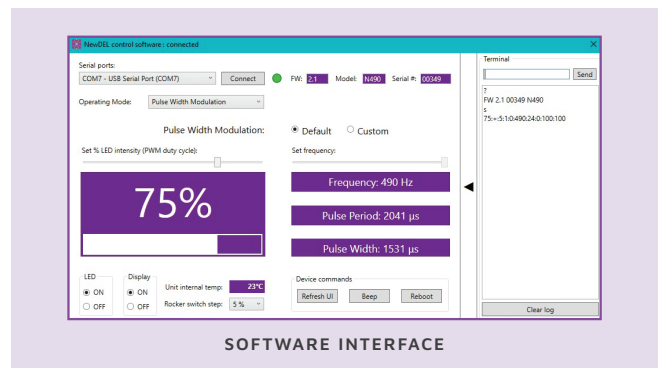 NewDEL control software : connected
Serial ports:
COM7 - USB Serial Port (COM7)
Connect
FW: 2.1 Model: N490 Serial #: 00349
Operating Mode: Pulse Width Modulation
Pulse Width Modulation:
Default Custom
Set % LED intensity (PWM duty cycle):
Set frequency:
75%
Frequency: 490 Hz
Pulse Period: 2041 µs
Pulse Width: 1531 µs
LED
ON
OFF
Display
ON
OFF
Unit internal temp: 23°C
Rocker switch step: 5 %
Device commands
Refresh UI Beep Reboot
Terminal
Send
?
FW 2.1 00349 N490
s
75:+:5:1:0:490:24:0:100:100
Clear log
SOFTWARE INTERFACE